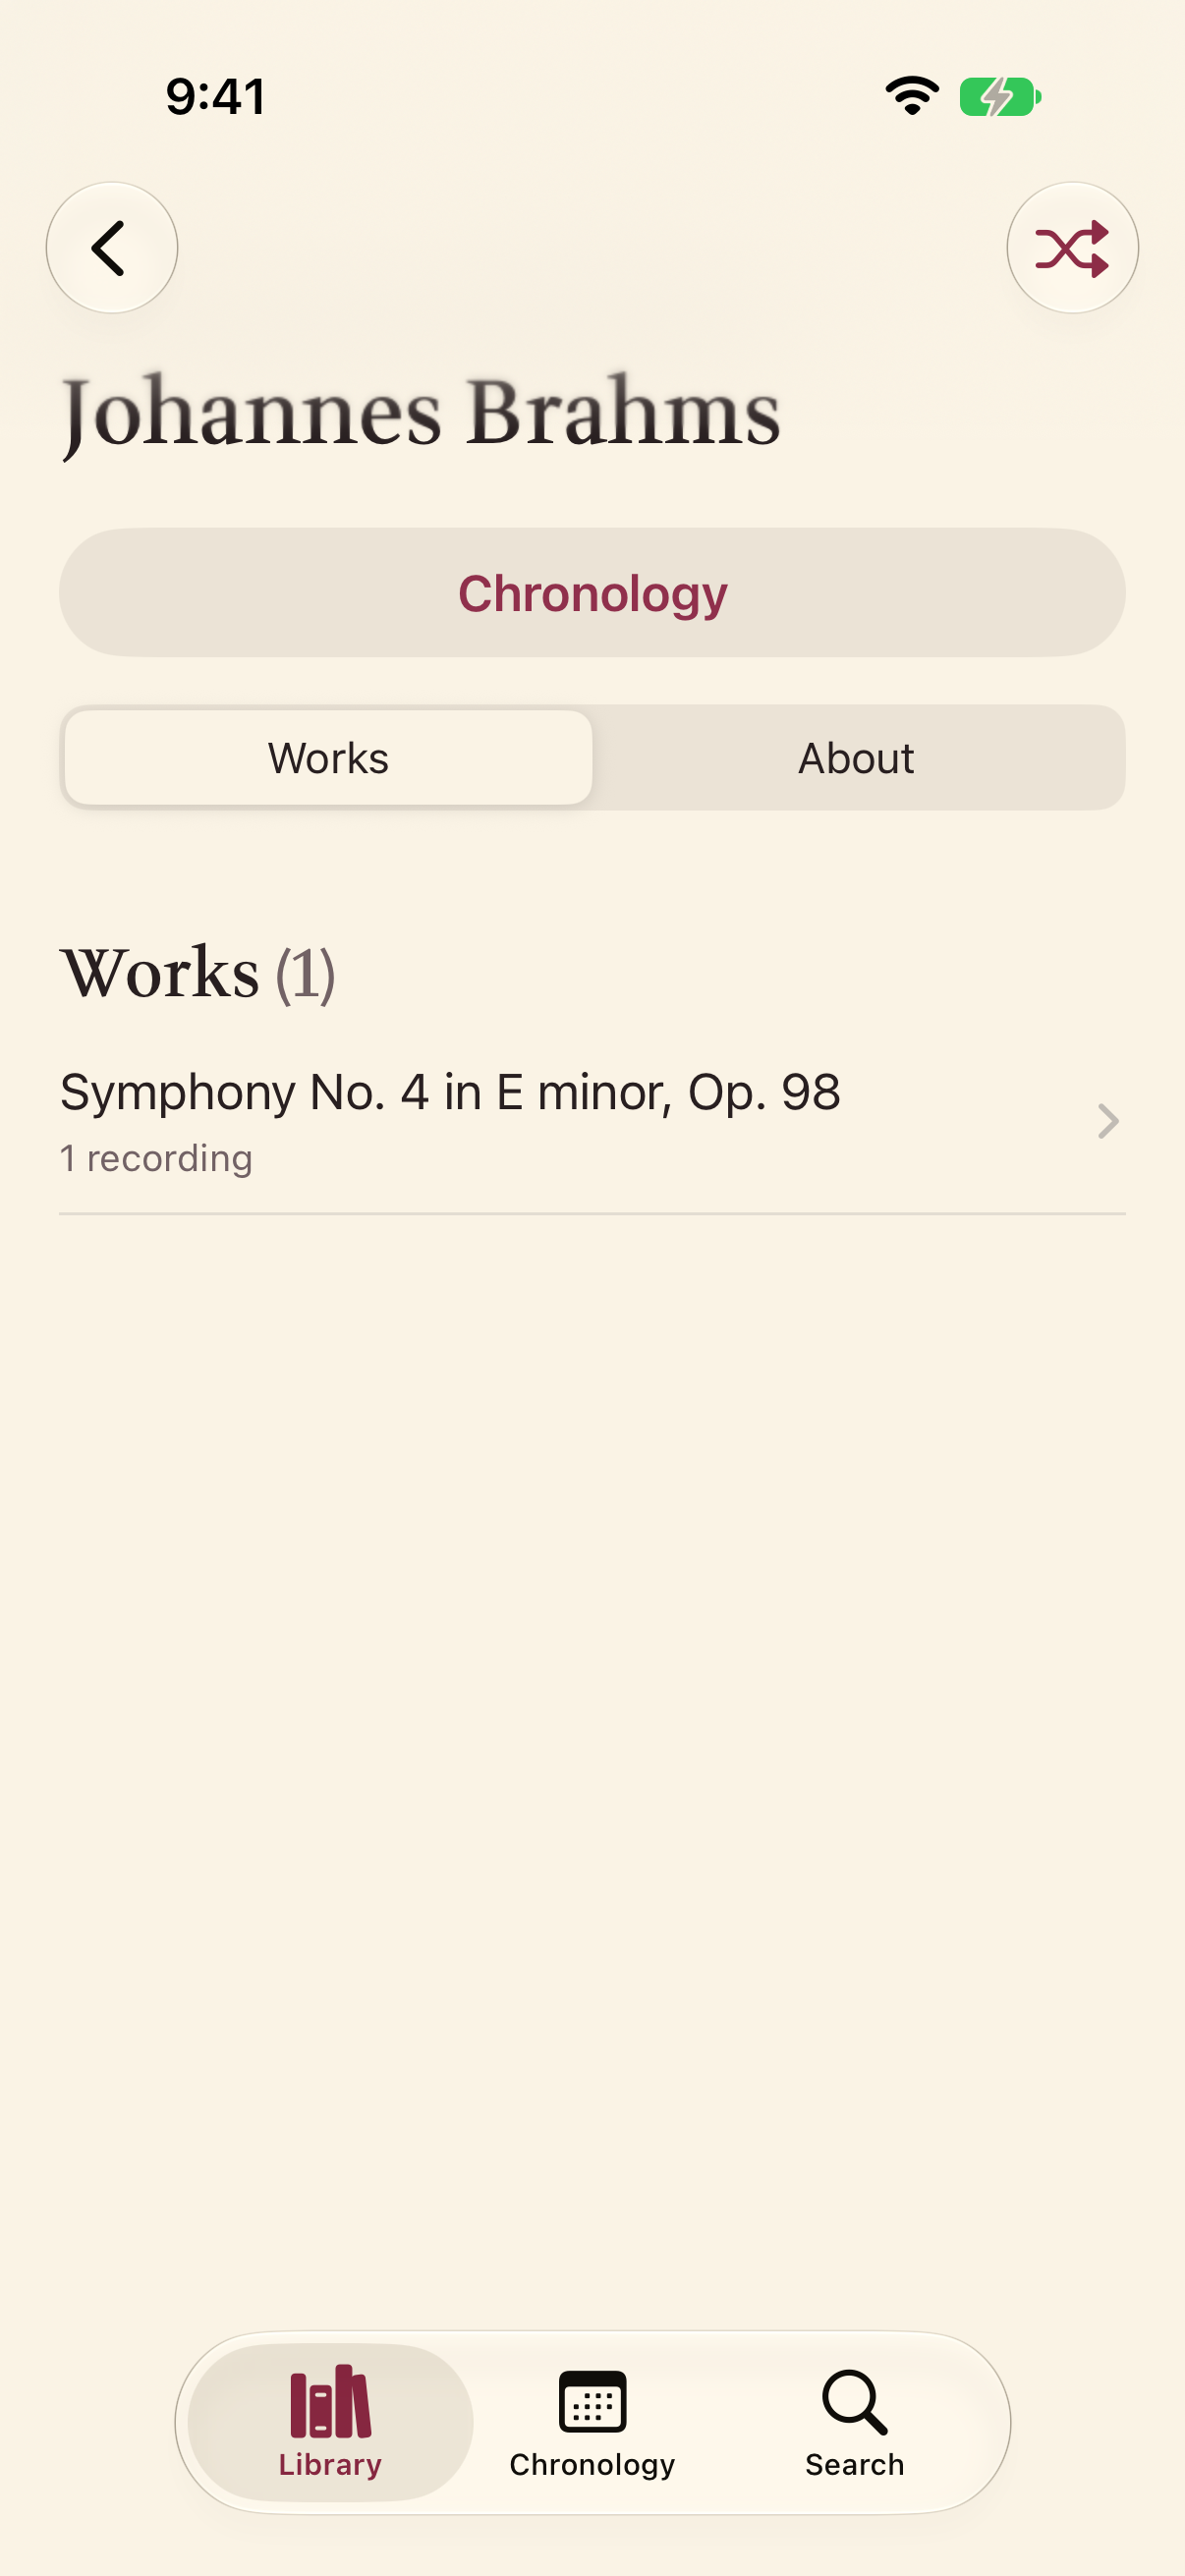 9:41
Johannes Brahms
Chronology
Works
About
Works (1)
Symphony No. 4 in E minor, Op. 98
1 recording
Library
Chronology
Search